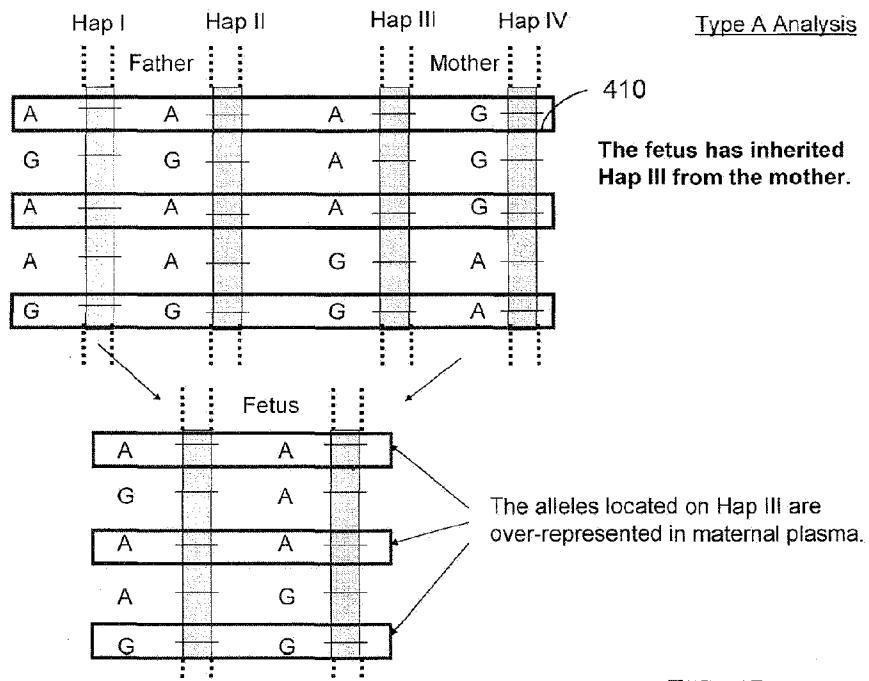 Hap I Hap II Hap III Hap IV
Type A Analysis
Father Mother
410
A A A G
G G A G
A A A G
A A G A
G G G A
The fetus has inherited
Hap III from the mother.
Fetus
A A
G A
A A
A G
G G
The alleles located on Hap III are
over-represented in maternal plasma.